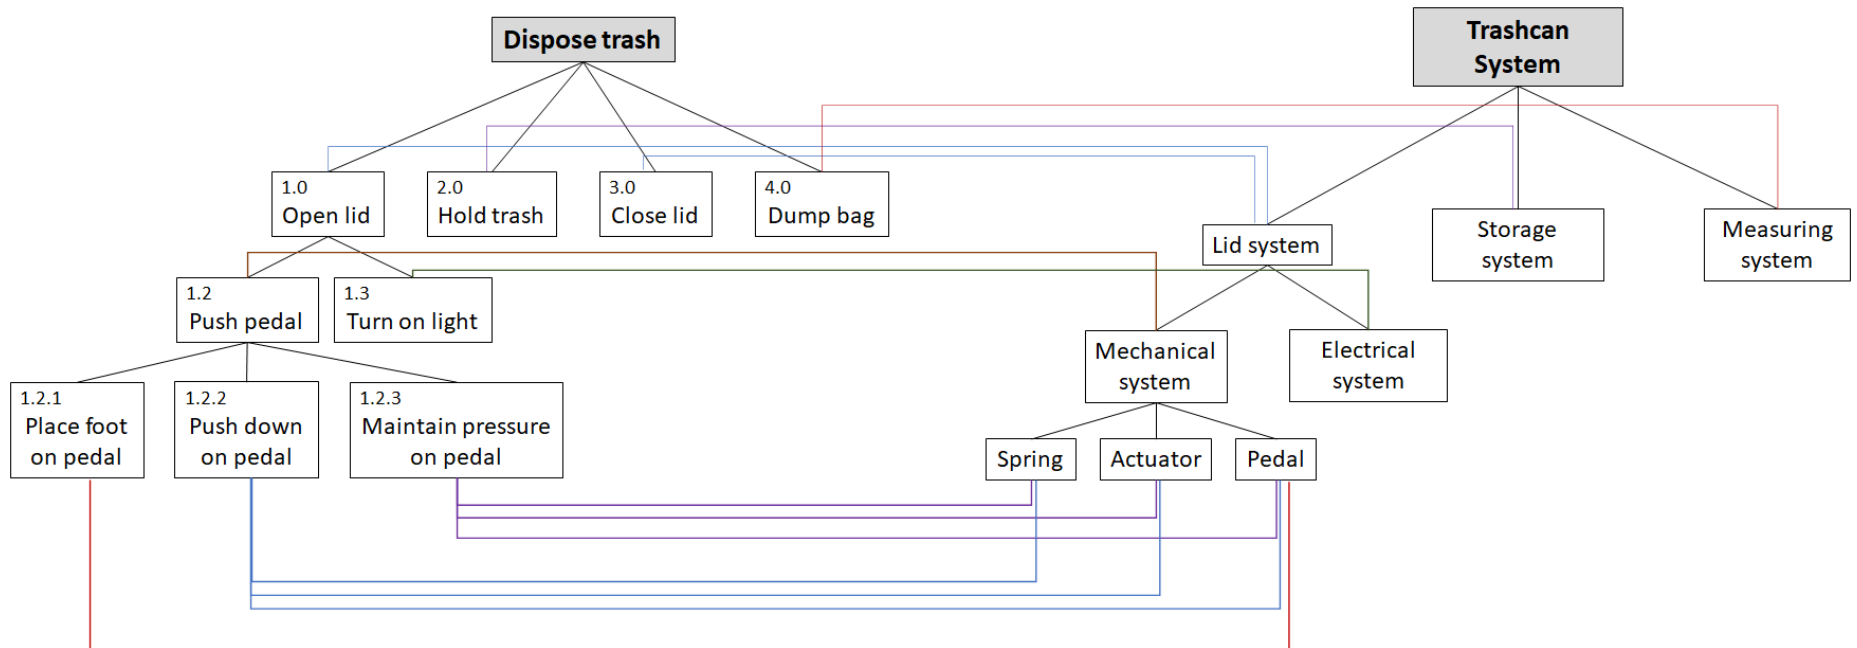 Dispose trash
Trashcan
System
1.0
Open lid
2.0
Hold trash
3.0
Close lid
4.0
Dump bag
Lid system
Storage
system
Measuring
system
1.2
Push pedal
1.3
Turn on light
Mechanical
system
Electrical
system
1.2.1
Place foot
on pedal
1.2.2
Push down
on pedal
1.2.3
Maintain pressure
on pedal
Spring
Actuator
Pedal